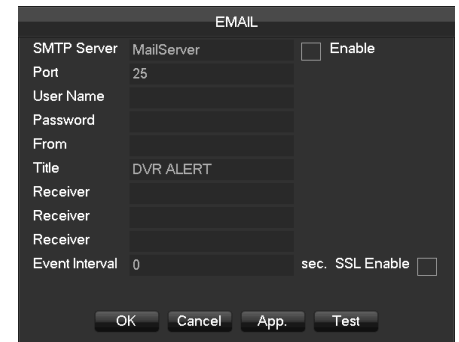 EMAIL
SMTP Server MailServer Enable
Port 25
User Name
Password
From
Title DVR ALERT
Receiver
Receiver
Receiver
Event Interval 0 sec. SSL Enable
OK Cancel App. Test